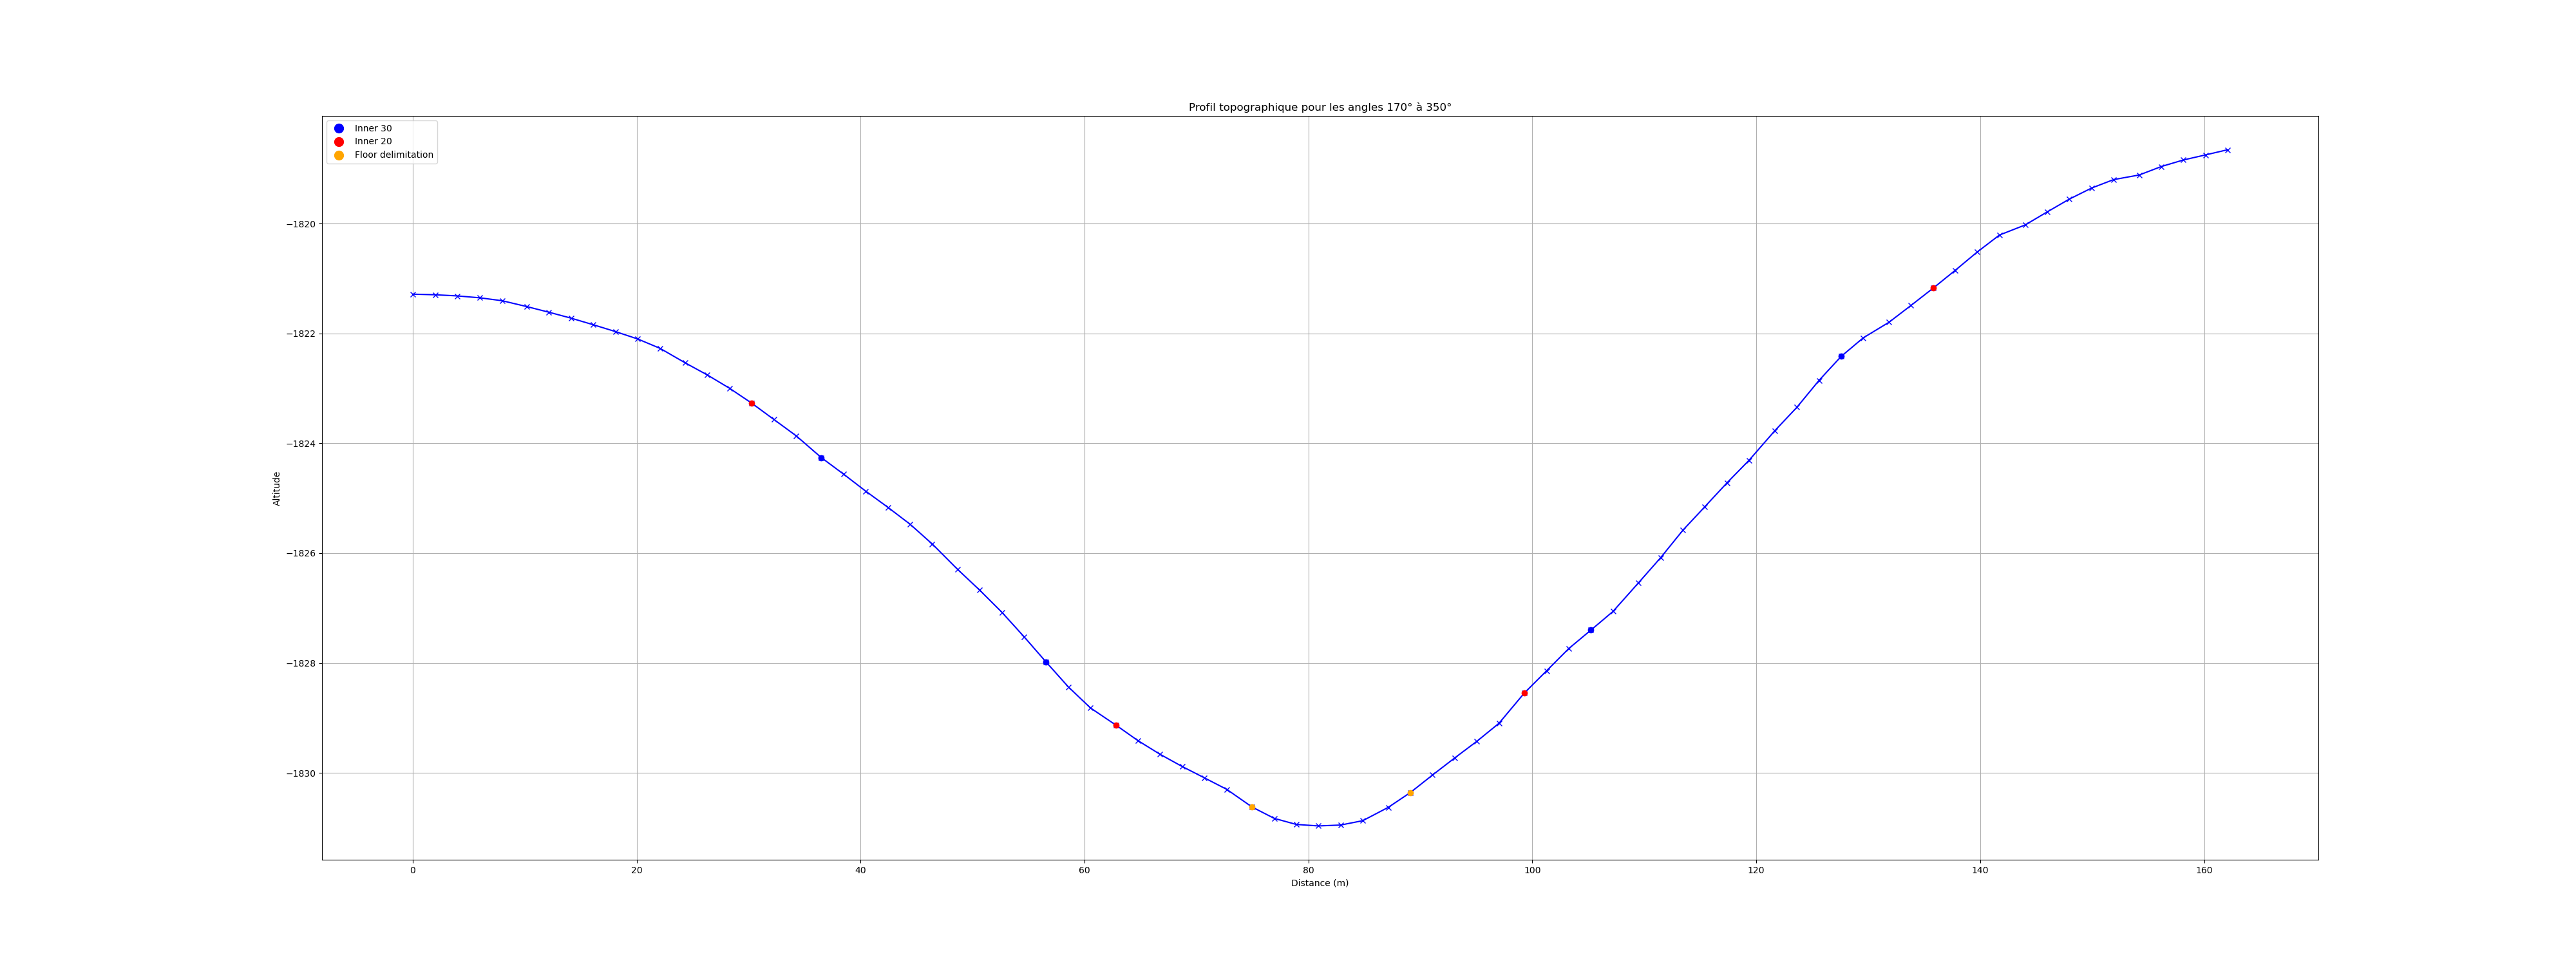 Profil topographique pour les angles 170° à 350°
Inner 30
Inner 20
Floor delimitation
−1820
−1822
−1824
−1826
−1828
−1830
Altitude
0 20 40 60 80 100 120 140 160
Distance (m)